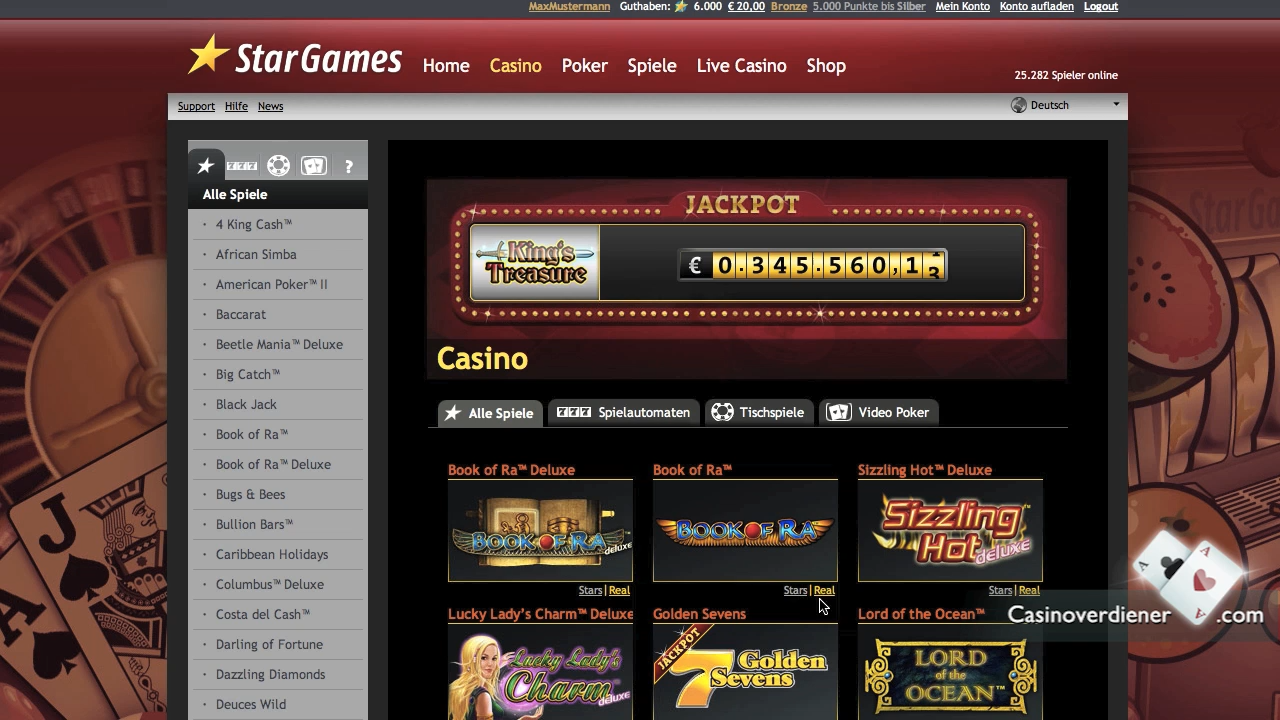 MaxMustermann Guthaben: 6.000 € 20,00 Bronze 5.000 Punkte bis Silber Mein Konto Konto aufladen Logout
StarGames Home Casino Poker Spiele Live Casino Shop
25.282 Spieler online
Support Hilfe News Deutsch
777 ?
Alle Spiele
4 King Cash™
African Simba
American Poker™ II
Baccarat
Beetle Mania™ Deluxe
Big Catch™
Black Jack
Book of Ra™
Book of Ra™ Deluxe
Bugs & Bees
Bullion Bars™
Caribbean Holidays
Columbus™ Deluxe
Costa del Cash™
Darling of Fortune
Dazzling Diamonds
Deuces Wild
JACKPOT
King's Treasure
€ 0.345.560,1
Casino
Alle Spiele 777 Spielautomaten Tischspiele Video Poker
Book of Ra™ Deluxe Book of Ra™ Sizzling Hot™ Deluxe
BOOK OF RA deluxe
BOOK OF RA™
Sizzling Hot™ deluxe
Stars | Real Stars | Real Stars | Real
Lucky Lady's Charm™ Deluxe Golden Sevens Lord of the Ocean™
Lucky Lady's Charm deluxe
JACKPOT 7 Golden Sevens
LORD of the OCEAN™
Casinoverdiener.com
J
A
A
A
StarGa